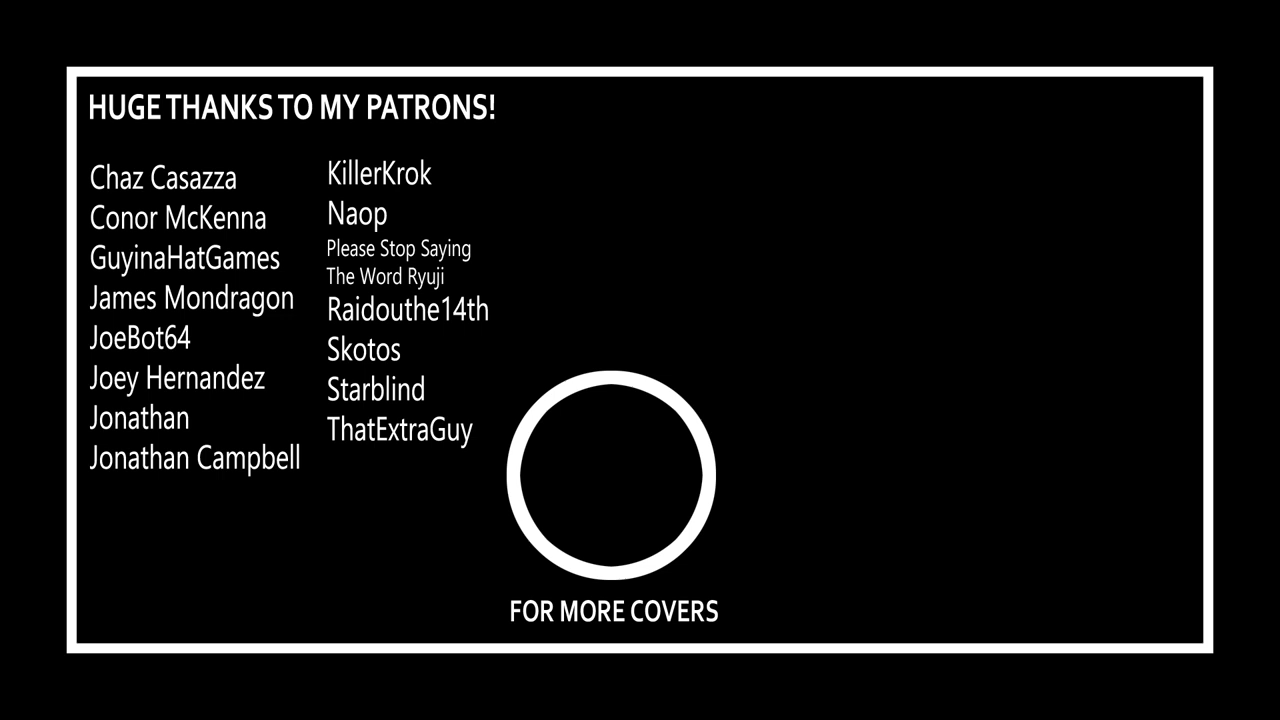 HUGE THANKS TO MY PATRONS!
Chaz Casazza
Conor McKenna
GuyinaHatGames
James Mondragon
JoeBot64
Joey Hernandez
Jonathan
Jonathan Campbell
KillerKrok
Naop
Please Stop Saying
The Word Ryuji
Raidouthe14th
Skotos
Starblind
ThatExtraGuy
FOR MORE COVERS